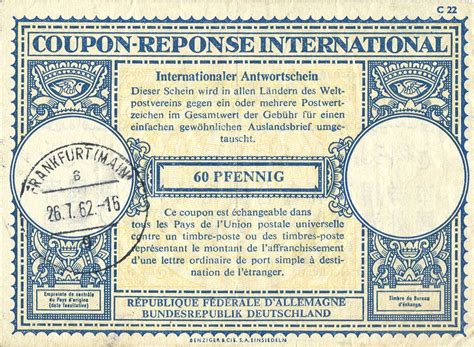 C 22
COUPON-REPONSE INTERNATIONAL
Internationaler Antwortschein
Dieser Schein wird in allen Ländern des Welt-
postvereins gegen ein oder mehrere Postwert-
zeichen im Gesamtwert der Gebühr für einen
einfachen gewöhnlichen Auslandsbrief umge-
tauscht.
60 PFENNIG
FRANKFURT (MAIN)
6
26.7.62.-16
9
Ce coupon est échangeable dans
tous les Pays de l'Union postale universelle
contre un timbre-poste ou des timbres-poste
représentant le montant de l'affranchissement
d'une lettre ordinaire de port simple à destination
de l'étranger.
Empreinte de contrôle
du Pays d'origine
(date facultative)
Timbre du Bureau
d'échange.
RÉPUBLIQUE FÉDÉRALE D'ALLEMAGNE
BUNDESREPUBLIK DEUTSCHLAND
BENZIGER & CIE. S.A. EINSIEDELN